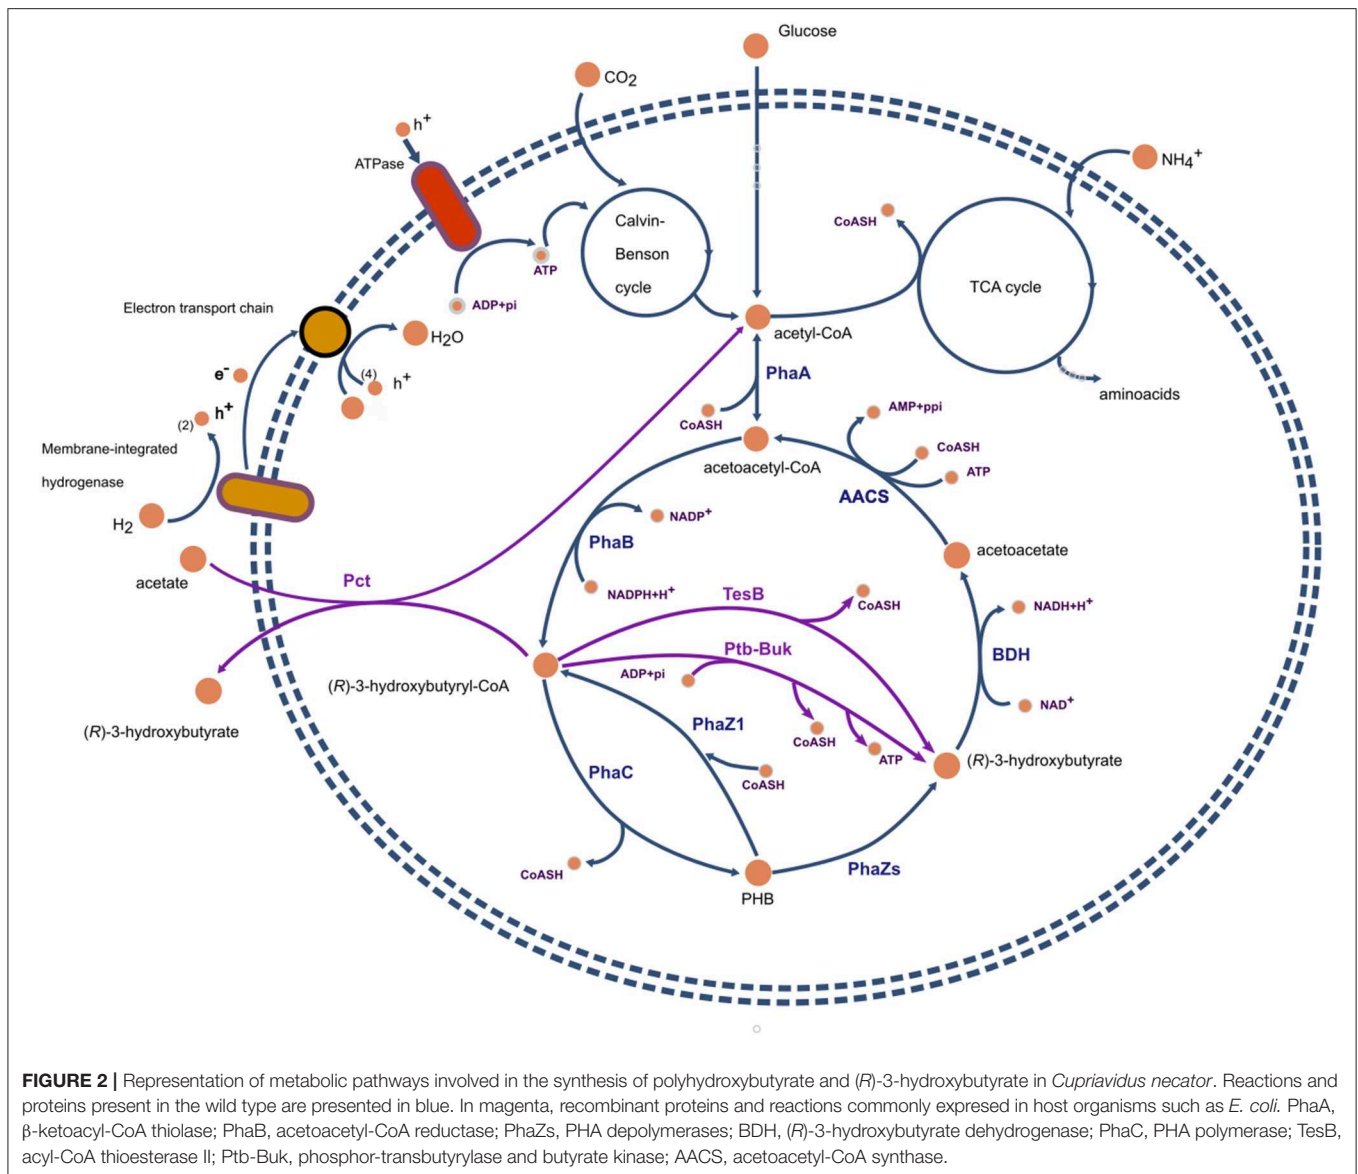 Glucose
CO2
h+
ATPase
NH4+
Calvin-
Benson
cycle
CoASH
ATP
TCA cycle
ADP+pi
Electron transport chain
H2O
acetyl-CoA
e-
(4) h+
PhaA
aminoacids
(2) h+
CoASH
AMP+ppi
Membrane-integrated
hydrogenase
acetoacetyl-CoA
CoASH
ATP
AACS
H2
NADP+
PhaB
acetoacetate
acetate
Pct
NADPH+H+
TesB
CoASH
NADH+H+
Ptb-Buk
BDH
ADP+pi
(R)-3-hydroxybutyryl-CoA
NAD+
PhaZ1
(R)-3-hydroxybutyrate
CoASH
ATP
(R)-3-hydroxybutyrate
PhaC
CoASH
CoASH
PhaZs
PHB
FIGURE 2 | Representation of metabolic pathways involved in the synthesis of polyhydroxybutyrate and (R)-3-hydroxybutyrate in Cupriavidus necator. Reactions and
proteins present in the wild type are presented in blue. In magenta, recombinant proteins and reactions commonly expresed in host organisms such as E. coli. PhaA,
β-ketoacyl-CoA thiolase; PhaB, acetoacetyl-CoA reductase; PhaZs, PHA depolymerases; BDH, (R)-3-hydroxybutyrate dehydrogenase; PhaC, PHA polymerase; TesB,
acyl-CoA thioesterase II; Ptb-Buk, phosphor-transbutyrylase and butyrate kinase; AACS, acetoacetyl-CoA synthase.